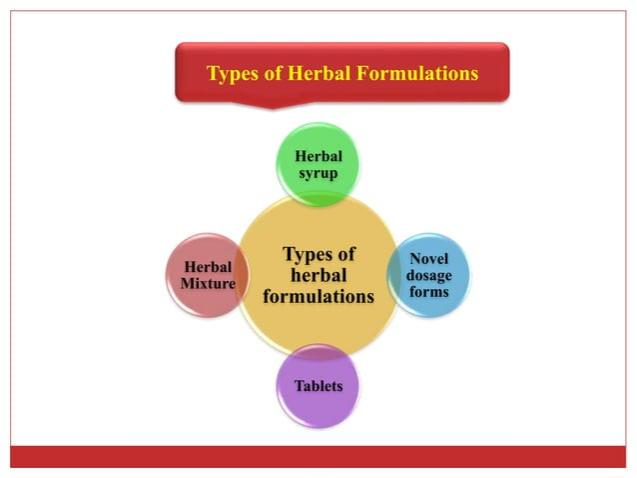 Types of Herbal Formulations
Herbal
syrup
Herbal
Mixture
Types of
herbal
formulations
Novel
dosage
forms
Tablets